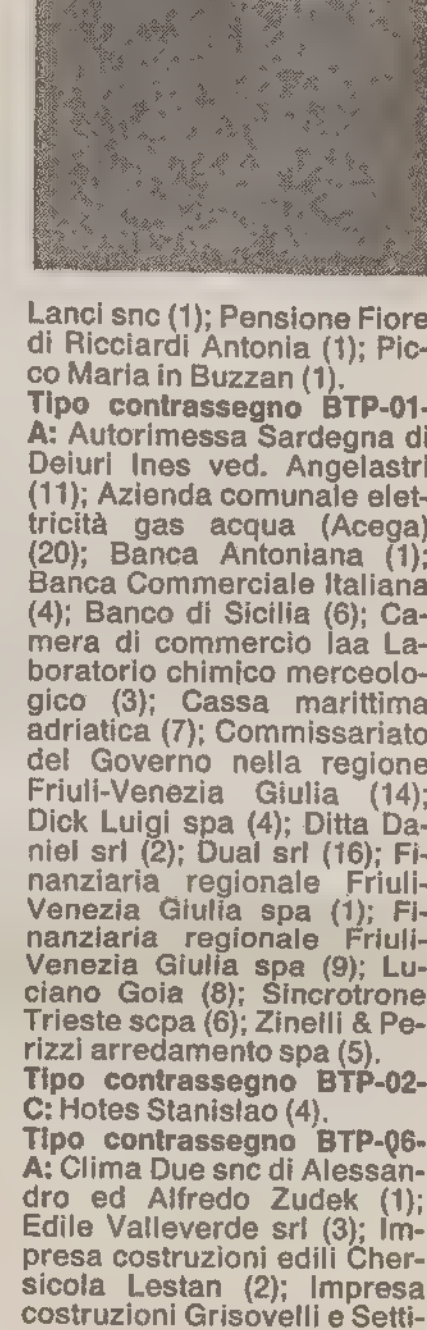 Lanci snc (1); Pensione Fiore
di Ricciardi Antonia (1); Pic-
co Maria in Buzzan (1).
Tipo contrassegno BTP-01-
A: Autorimessa Sardegna di
Deiuri Ines ved. Angelastri
(11); Azienda comunale elet-
tricità gas acqua (Acega)
(20); Banca Antoniana (1);
Banca Commerciale Italiana
(4); Banco di Sicilia (6); Ca-
mera di commercio Iaa La-
boratorio chimico merceolo-
gico (3); Cassa marittima
adriatica (7); Commissariato
del Governo nella regione
Friuli-Venezia Giulia (14);
Dick Luigi spa (4); Ditta Da-
niel srl (2); Dual srl (16); Fi-
nanziaria regionale Friuli-
Venezia Giulia spa (1); Fi-
nanziaria regionale Friuli-
Venezia Giulia spa (9); Lu-
ciano Goia (8); Sincrotrone
Trieste scpa (6); Zinelli & Pe-
rizzi arredamento spa (5).
Tipo contrassegno BTP-02-
C: Hotes Stanislao (4).
Tipo contrassegno BTP-06-
A: Clima Due snc di Alessan-
dro ed Alfredo Zudek (1);
Edile Valleverde srl (3); Im-
presa costruzioni edili Cher-
sicola Lestan (2); Impresa
costruzioni Grisovelli e Setti-